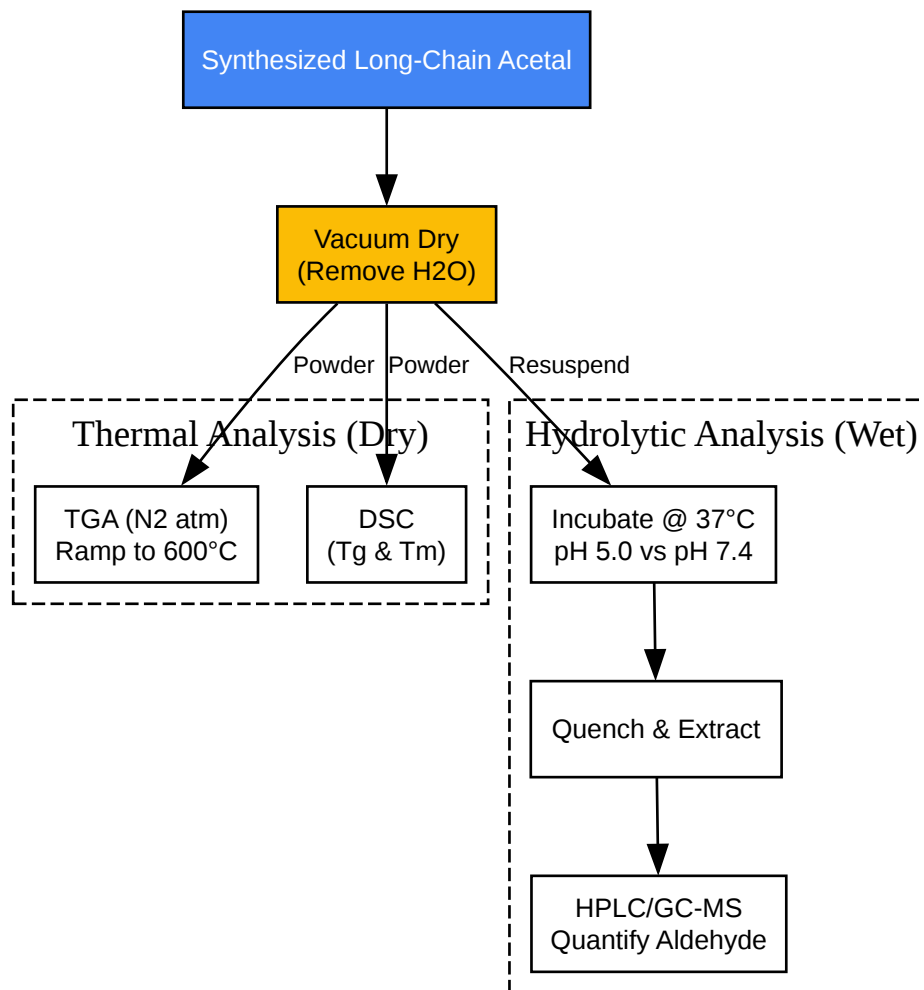 Synthesized Long-Chain Acetal
Vacuum Dry
(Remove H2O)
Powder
Powder
Resuspend
Thermal Analysis (Dry)
Hydrolytic Analysis (Wet)
TGA (N2 atm)
Ramp to 600°C
DSC
(Tg & Tm)
Incubate @ 37°C
pH 5.0 vs pH 7.4
Quench & Extract
HPLC/GC-MS
Quantify Aldehyde